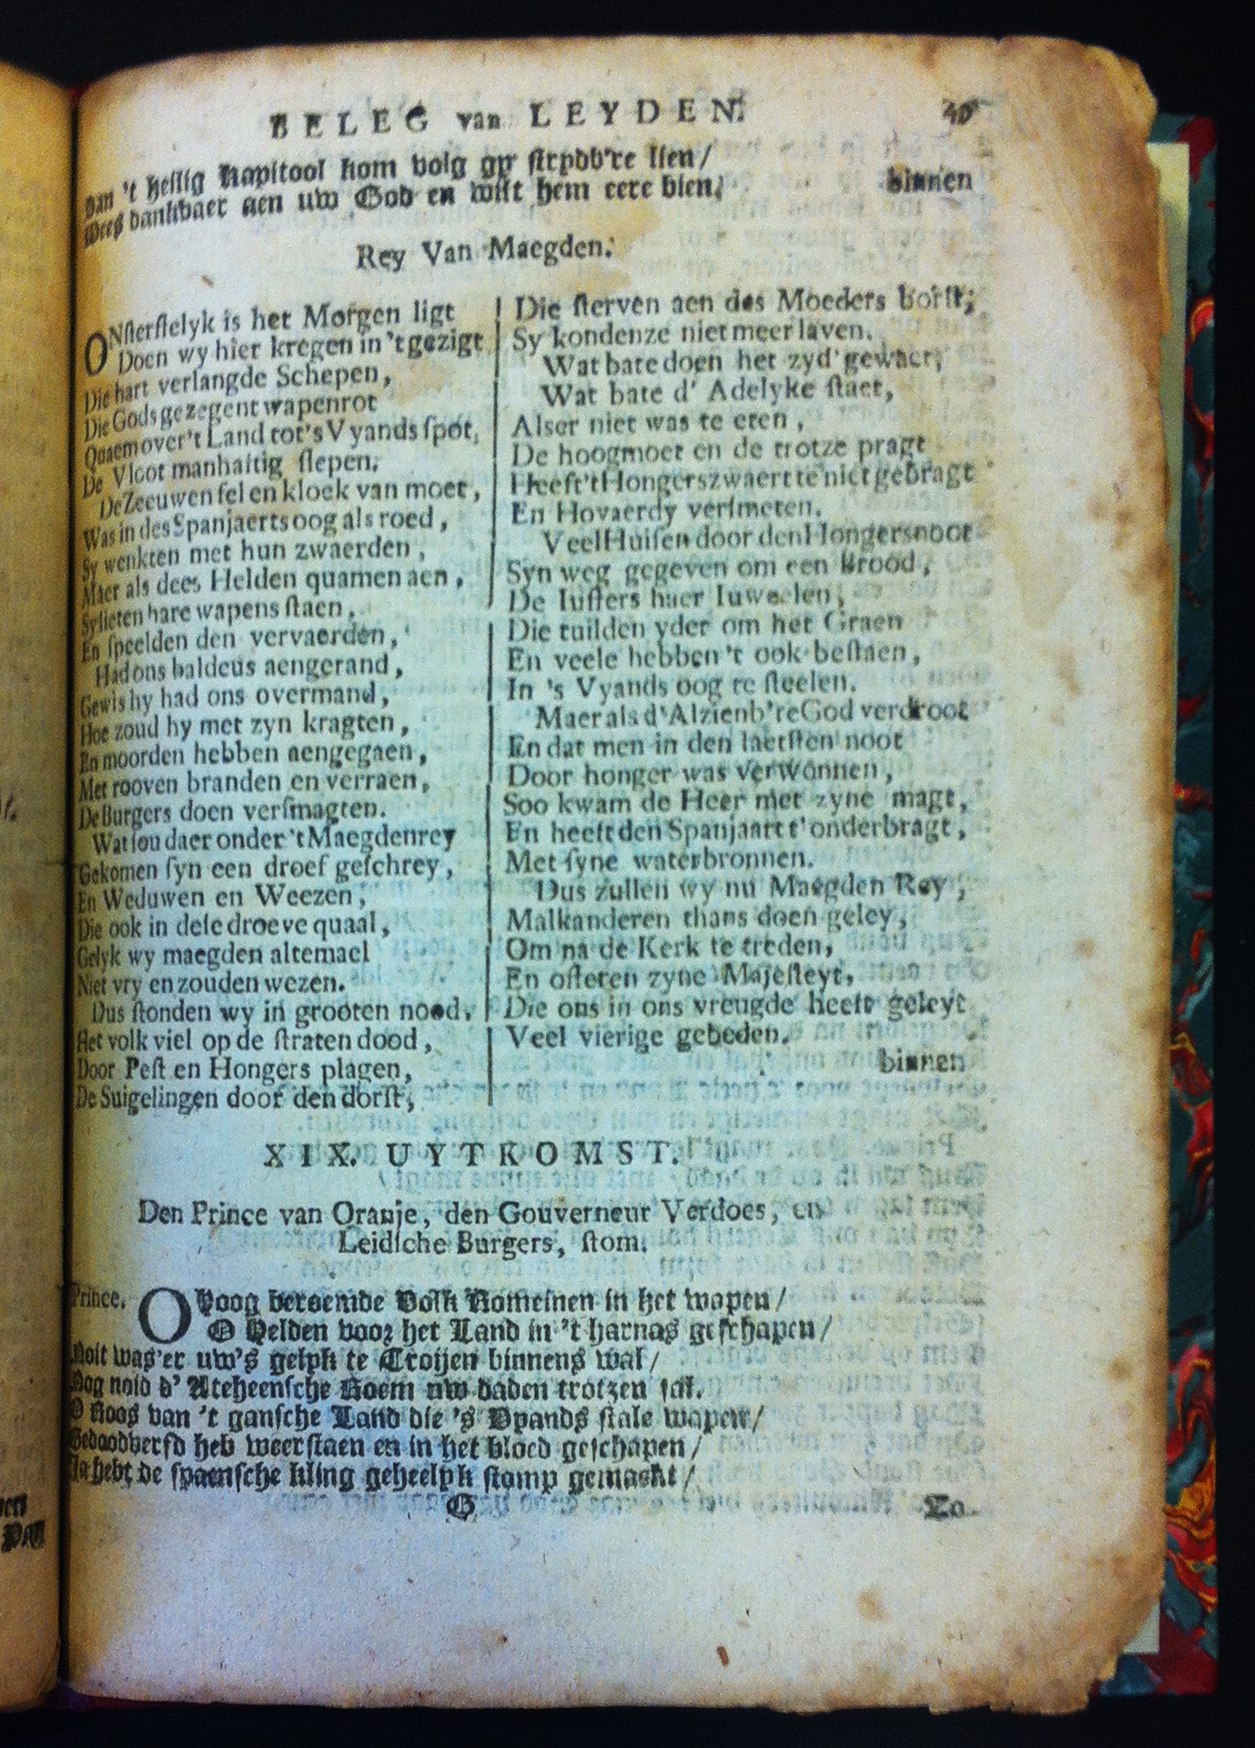 BELEG van LEYDEN. 49
Van 't heilig Kapitool kom volg gy strydb're lien /
Wees dankbaer aen uw God en wilt hem eere bien. binnen
Rey Van Maegden.
ONsterflelyk is het Morgen ligt
Doen wy hier kregen in 't gezigt
Die hart verlangde Schepen,
Die Gods gezegent wapenrot
Quaem over't Land tot's Vyands spot,
De Vloot manhaftig slepen.
De Zeeuwen fel en kloek van moet,
Was in des Spanjaerts oog als roed,
Sy wenkten met hun zwaerden,
Maer als dees Helden quamen aen,
Sylieten hare wapens staen,
En speelden den vervaerden,
Had ons baldeus aengerand,
Gewis hy had ons overmand,
Hoe zoud hy met zyn kragten,
En moorden hebben aengegaen,
Met rooven branden en verraen,
De Burgers doen versmagten.
Wat sou daer onder 't Maegdenrey
Gekomen syn een droef geschrey,
En Weduwen en Weezen,
Die ook in dese droeve quaal,
Gelyk wy maegden altemael
Niet vry en zouden wezen.
Dus stonden wy in grooten nood,
Het volk viel op de straten dood,
Door Pest en Hongers plagen,
De Suigelingen door den dorst,
Die sterven aen des Moeders borst;
Sy kondenze niet meer laven.
Wat bate doen het zyd' gewaet,
Wat bate d' Adelyke staet,
Alser niet was te eten,
De hoogmoet en de trotze pragt
Heeft 't Hongerszwaert te niet gebragt
En Hovaerdy versmeten.
Veel Huisen door den Hongersnoot
Syn weg gegeven om een Brood,
De Iuffers haer Iuweelen,
Die ruilden yder om het Graen
En veele hebben 't ook bestaen,
In 's Vyands oog te steelen.
Maer als d'Alzienb're God verdroot
En dat men in den laetsten noot
Door honger was verwonnen,
Soo kwam de Heer met zyne magt,
En heeft den Spanjaart t'onderbragt,
Met syne waterbronnen.
Dus zullen wy nu Maegden Rey,
Malkanderen thans doen geley,
Om na de Kerk te treden,
En offeren zyne Majesteyt,
Die ons in ons vreugde heeft geleyt
Veel vierige gebeden.
binnen
XIX. UYTKOMST.
Den Prince van Oranje, den Gouverneur Verdoes, en
Leidsche Burgers, stom.
Prince. O Hoog beroemde Volk Romeinen in het wapen /
O Helden voor het Land in 't harnas geschapen /
Noit was'er uw's gelyk te Troijen binnens wal /
Nog noid d' Atheensche Roem uw daden trotzen sal.
O Roos van 't gansche Land die 's Vyands stale wapen /
Gedoodverfd heb weerstaen en in het bloed geschapen /
Ja hebt de spaensche kling geheelyk stomp gemaekt /
G Zo